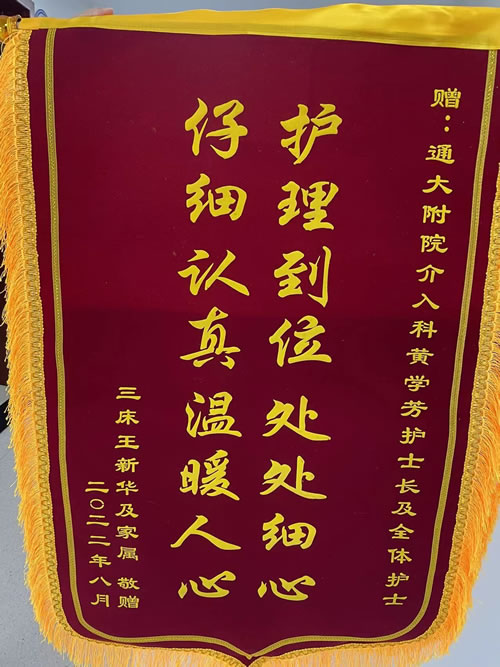 赠：通大附院介入科黄学芳护士长及全体护士
护理到位处处细心
仔细认真温暖人心
三床王新华及家属 敬赠
二〇二二年八月